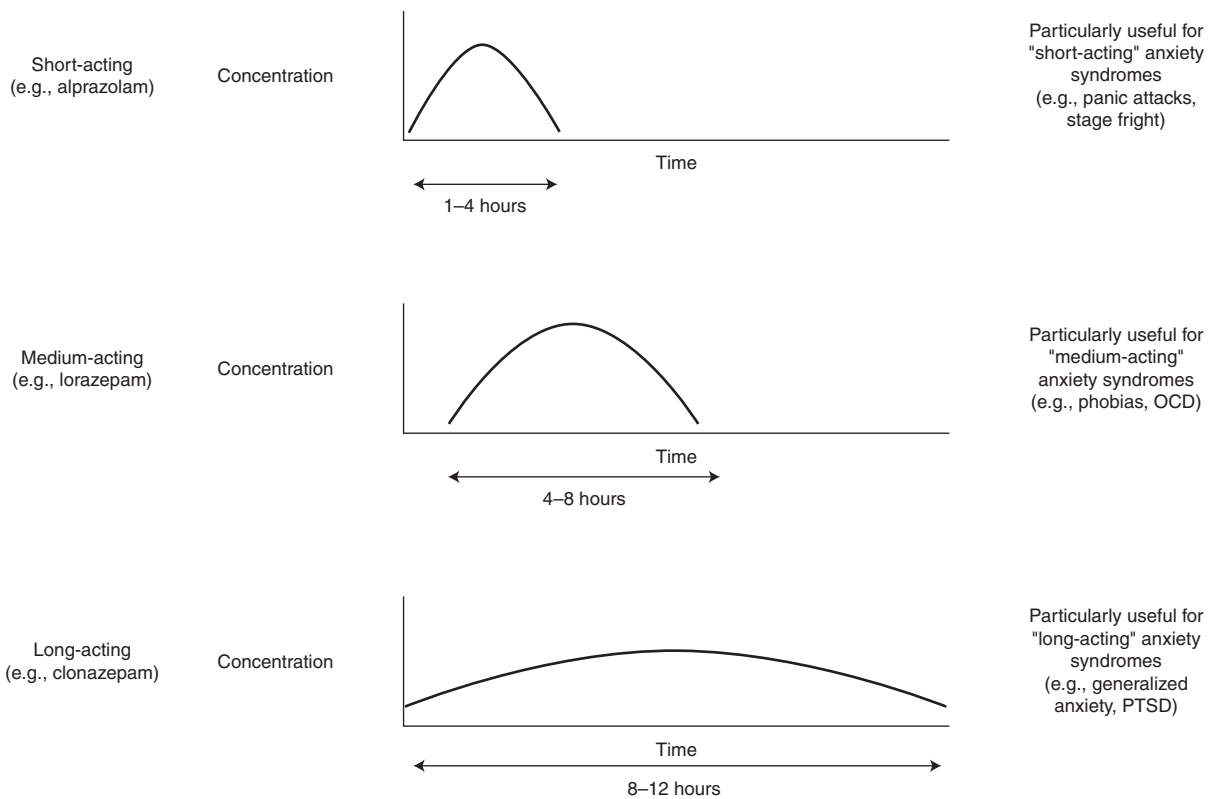 Short-acting
(e.g., alprazolam)
Concentration
Time
1–4 hours
Particularly useful for
"short-acting" anxiety
syndromes
(e.g., panic attacks,
stage fright)
Medium-acting
(e.g., lorazepam)
Concentration
Time
4–8 hours
Particularly useful for
"medium-acting"
anxiety syndromes
(e.g., phobias, OCD)
Long-acting
(e.g., clonazepam)
Concentration
Time
8–12 hours
Particularly useful for
"long-acting" anxiety
syndromes
(e.g., generalized
anxiety, PTSD)